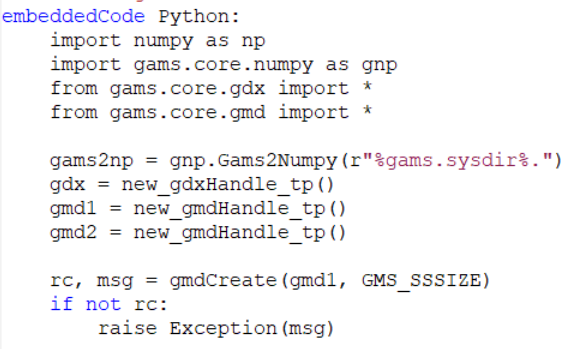 embeddedCode Python:
    import numpy as np
    import gams.core.numpy as gnp
    from gams.core.gdx import *
    from gams.core.gmd import *

    gams2np = gnp.Gams2Numpy(r"%gams.sysdir%.")
    gdx = new_gdxHandle_tp()
    gmd1 = new_gmdHandle_tp()
    gmd2 = new_gmdHandle_tp()

    rc, msg = gmdCreate(gmd1, GMS_SSSIZE)
    if not rc:
        raise Exception(msg)